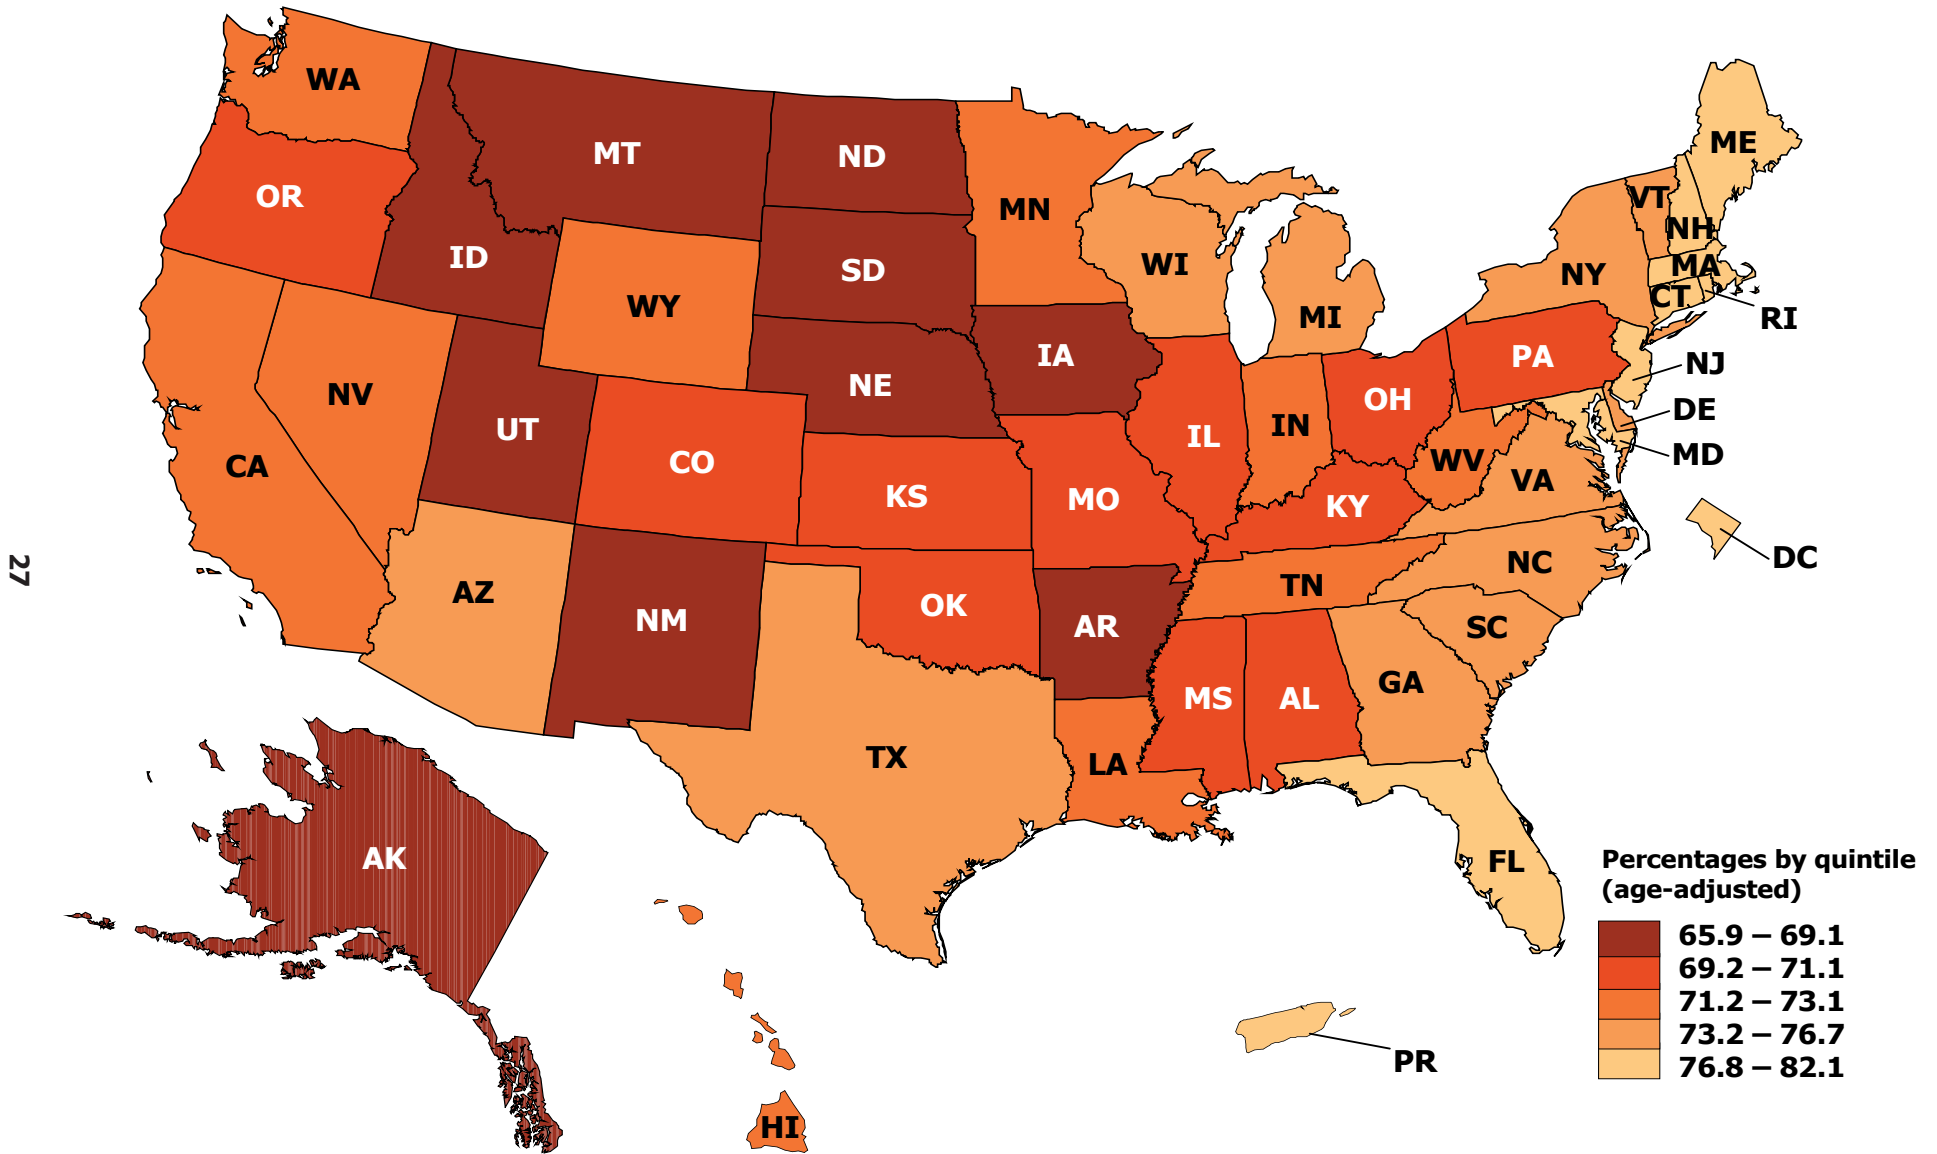 WA
MT
ND
ME
OR
MN
VT
NH
ID
SD
WI
NY
MA
CT
WY
MI
RI
IA
PA
NJ
NV
NE
OH
DE
UT
IL
IN
MD
CA
CO
WV
VA
KS
MO
KY
DC
27
AZ
NC
TN
NM
OK
AR
SC
GA
MS
AL
TX
LA
AK
FL
PR
HI
Percentages by quintile
(age-adjusted)
65.9 – 69.1
69.2 – 71.1
71.2 – 73.1
73.2 – 76.7
76.8 – 82.1